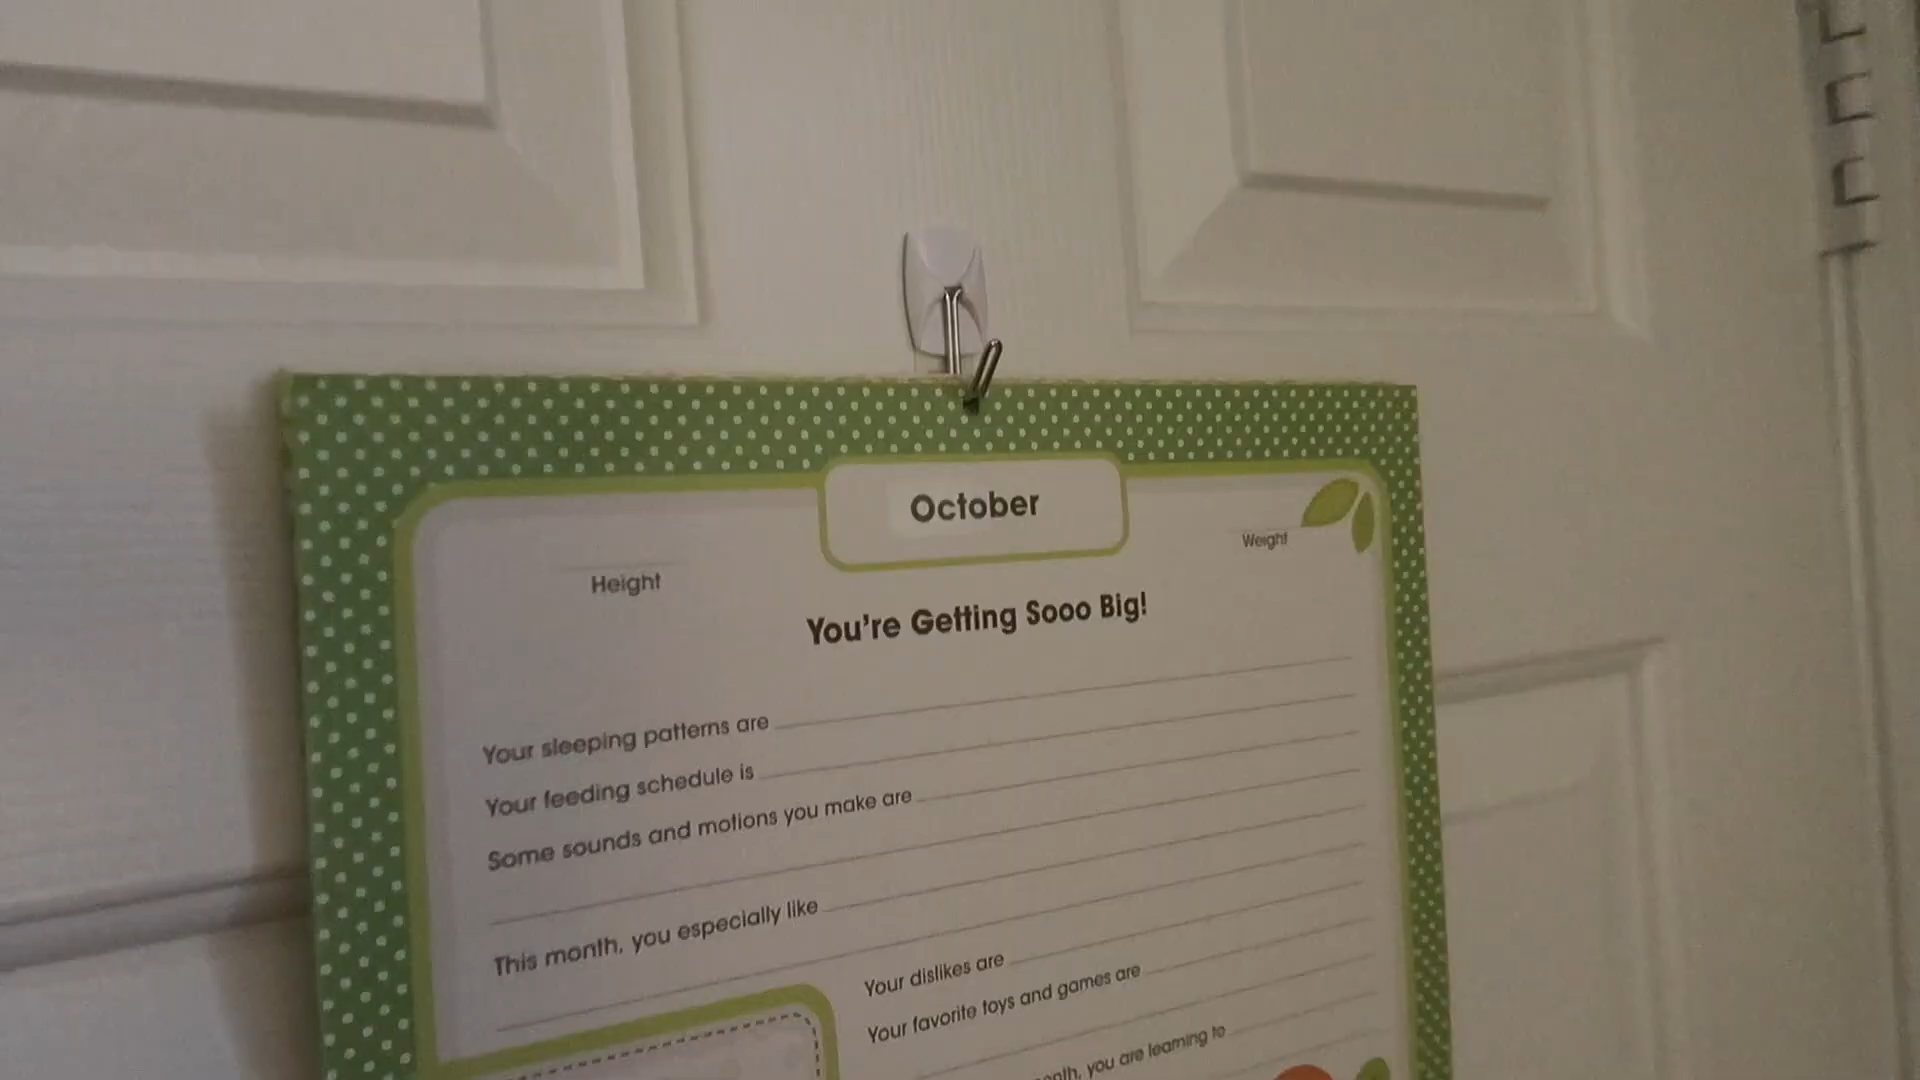 October
Height
Weight
You're Getting Sooo Big!
Your sleeping patterns are
Your feeding schedule is
Some sounds and motions you make are
This month, you especially like
Your dislikes are
Your favorite toys and games are
you are learning to